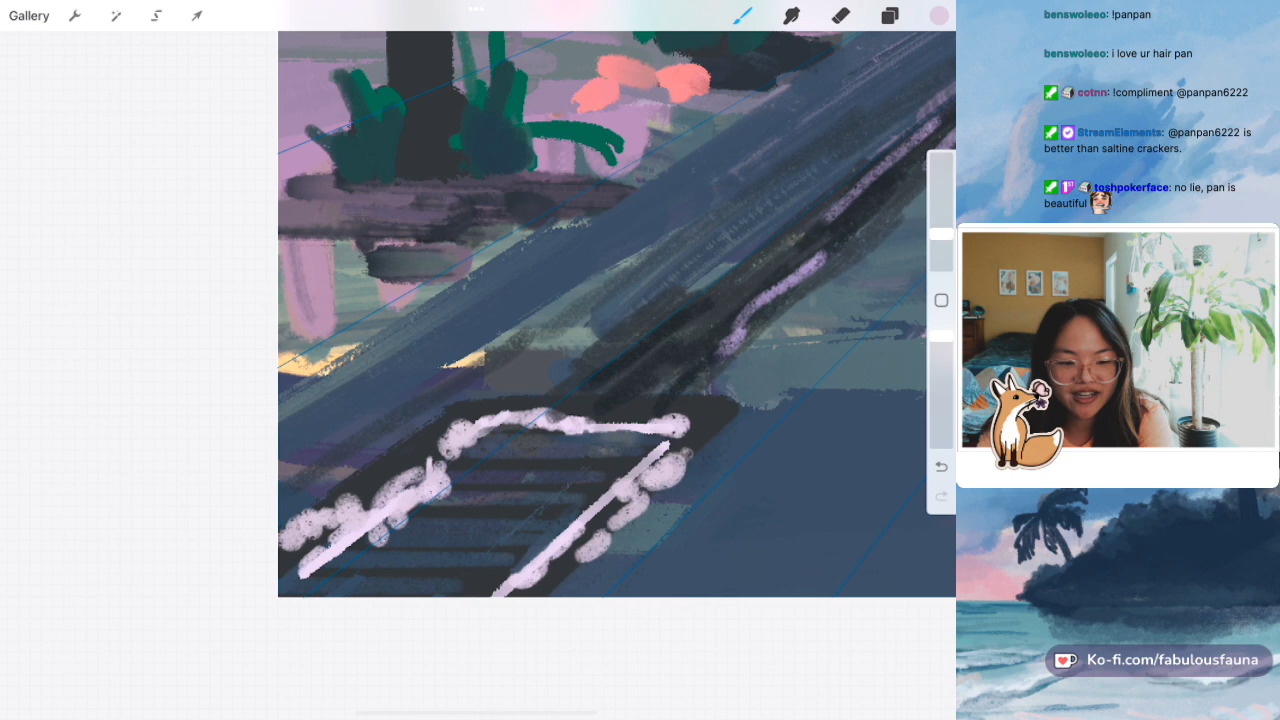 Gallery
benswoleeo: !panpan
benswoleeo: i love ur hair pan
cotnn: !compliment @panpan6222
StreamElements: @panpan6222 is
better than saltine crackers.
1ST toshpokerface: no lie, pan is
beautiful
Ko-fi.com/fabulousfauna